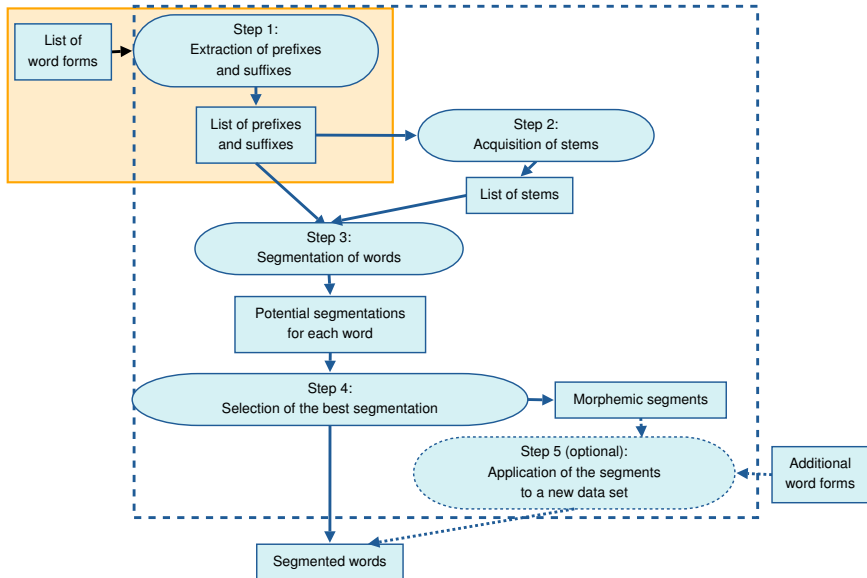 List of
word forms
Step 1:
Extraction of prefixes
and suffixes
List of prefixes
and suffixes
Step 2:
Acquisition of stems
List of stems
Step 3:
Segmentation of words
Potential segmentations
for each word
Step 4:
Selection of the best segmentation
Morphemic segments
Step 5 (optional):
Application of the segments
to a new data set
Additional
word forms
Segmented words